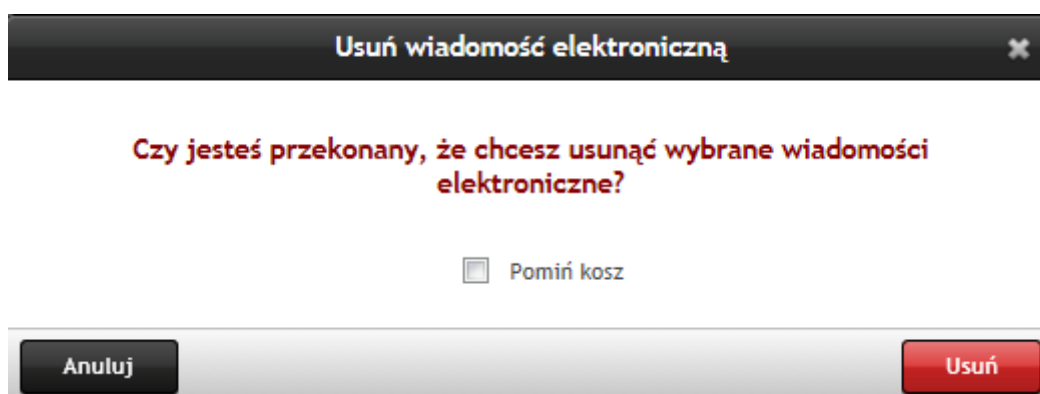 Usuń wiadomość elektroniczną
Czy jesteś przekonany, że chcesz usunąć wybrane wiadomości
elektroniczne?
Pomiń kosz
Anuluj
Usuń